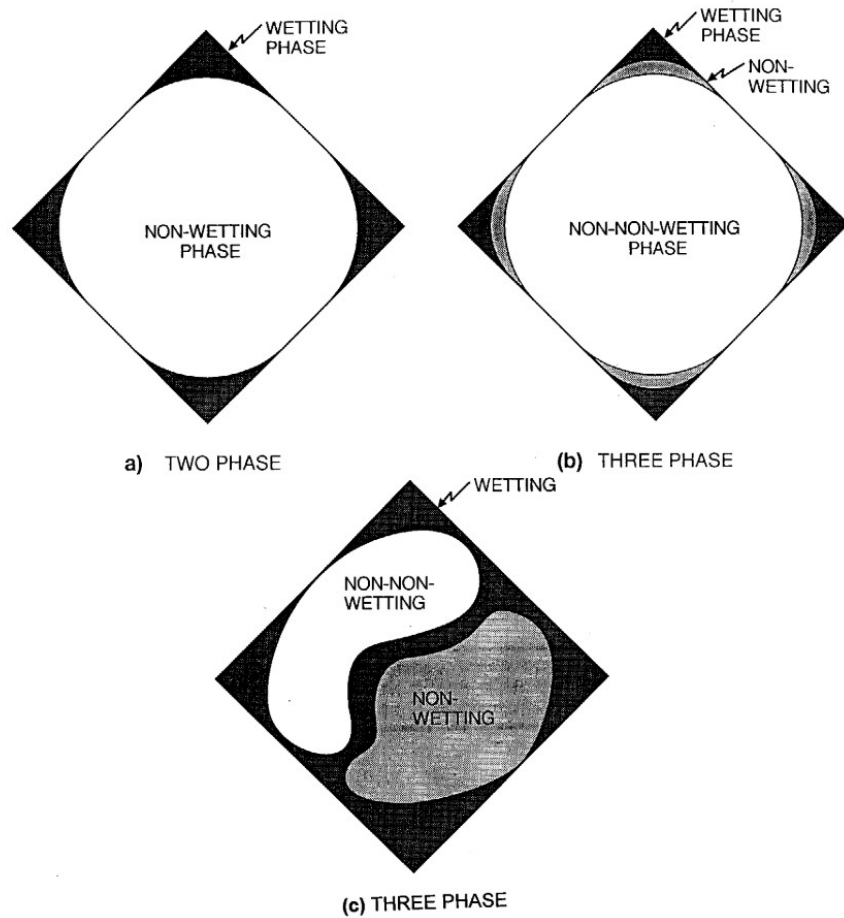 WETTING
PHASE
NON-WETTING
PHASE
a) TWO PHASE
WETTING
PHASE
NON-
WETTING
NON-NON-WETTING
PHASE
(b) THREE PHASE
WETTING
NON-NON-
WETTING
NON-
WETTING
(c) THREE PHASE